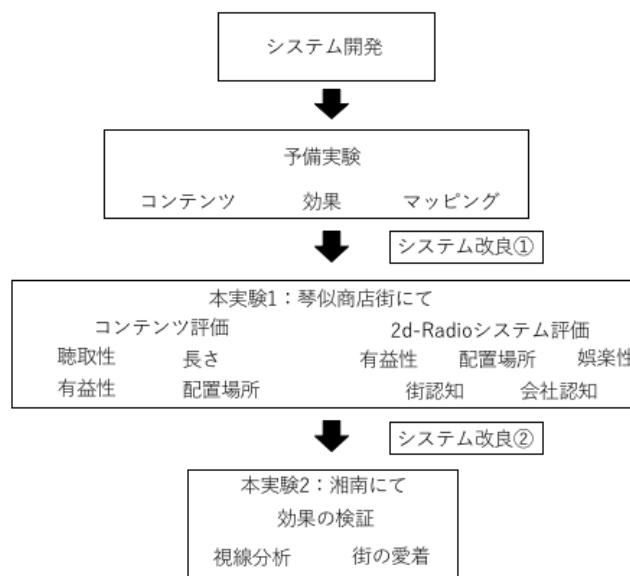 システム開発
予備実験
コンテンツ 効果 マッピング
システム改良①
本実験1：琴似商店街にて
コンテンツ評価 2d-Radioシステム評価
聴取性 長さ 有益性 配置場所 娯楽性
有益性 配置場所 街認知 会社認知
システム改良②
本実験2：湘南にて
効果の検証
視線分析 街の愛着